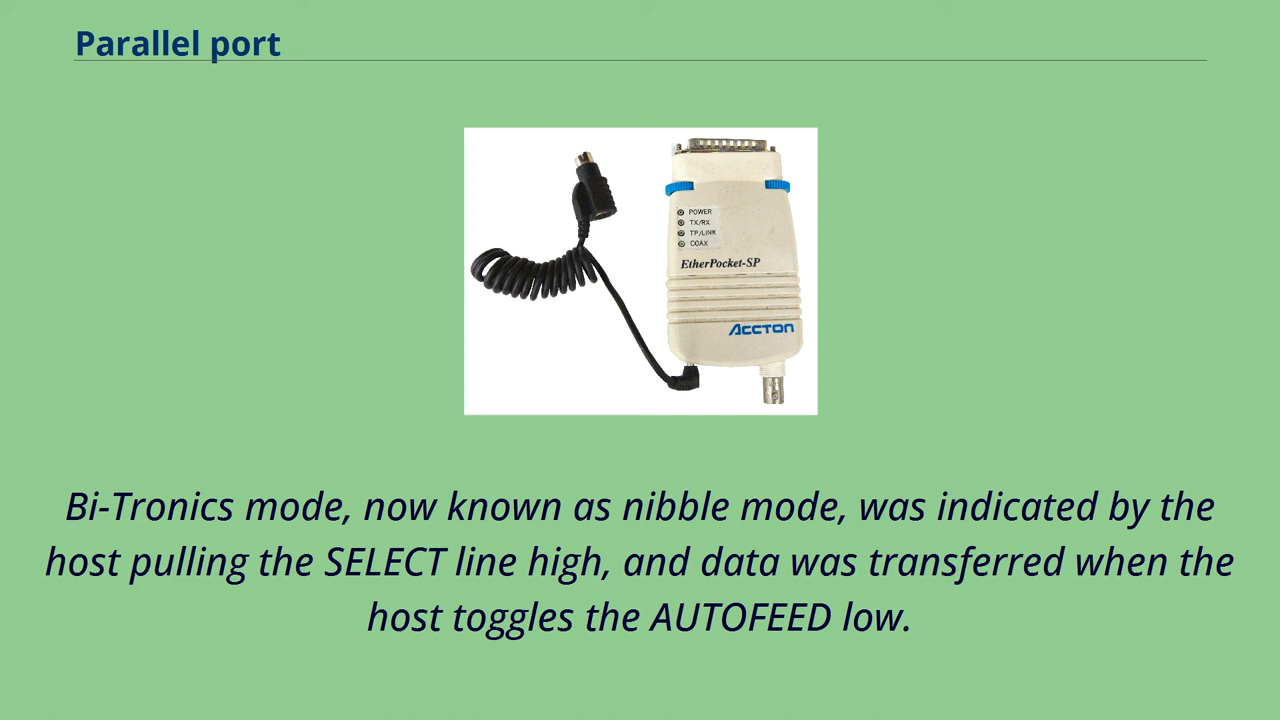 Parallel port
POWER
TX/RX
TP/LINK
COAX
EtherPocket-SP
Accton
Bi-Tronics mode, now known as nibble mode, was indicated by the
host pulling the SELECT line high, and data was transferred when the
host toggles the AUTOFEED low.